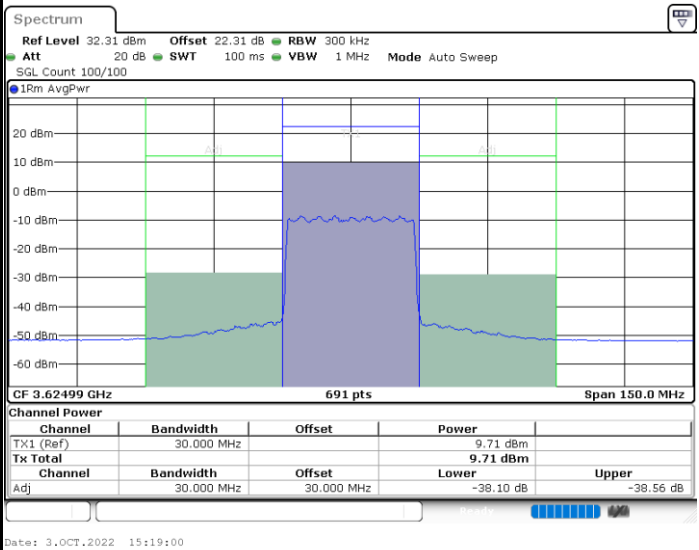 Spectrum
Ref Level 32.31 dBm Offset 22.31 dB RBW 300 kHz
Att 20 dB SWT 100 ms VBW 1 MHz Mode Auto Sweep
SGL Count 100/100
1Rm AvgPwr
20 dBm
Adj
Adj
10 dBm
0 dBm
-10 dBm
-20 dBm
-30 dBm
-40 dBm
-50 dBm
-60 dBm
CF 3.62499 GHz 691 pts Span 150.0 MHz
Channel Power
Channel Bandwidth Offset Power
TX1 (Ref) 30.000 MHz 9.71 dBm
Tx Total 9.71 dBm
Channel Bandwidth Offset Lower Upper
Adj 30.000 MHz 30.000 MHz -38.10 dB -38.56 dB
Ready
Date: 3.OCT.2022 15:19:00